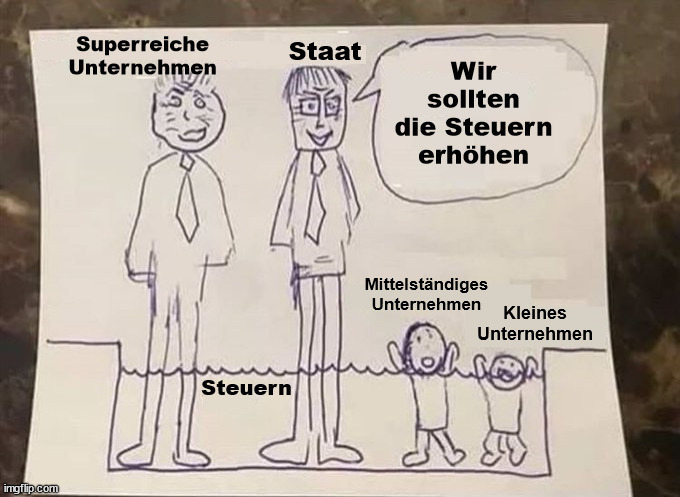 Superreiche
Unternehmen
Staat
Wir
sollten
die Steuern
erhöhen
Mittelständiges
Unternehmen
Kleines
Unternehmen
Steuern
imgflip.com